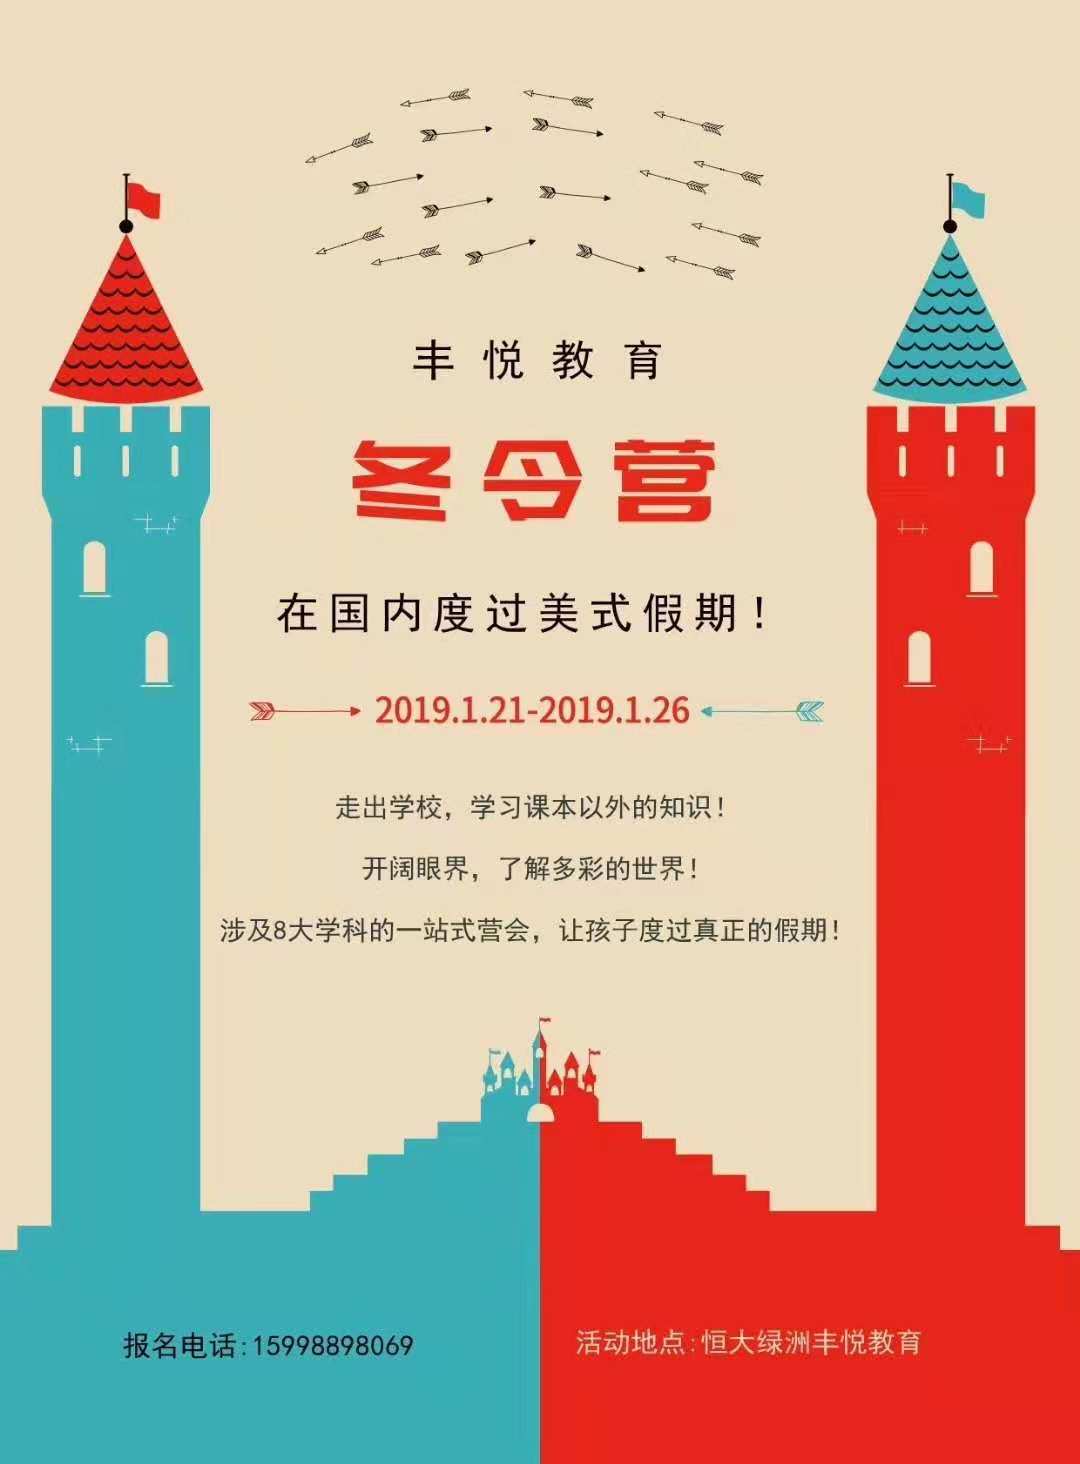 丰悦教育
冬令营
在国内度过美式假期！
2019.1.21-2019.1.26
走出学校，学习课本以外的知识！
开阔眼界，了解多彩的世界！
涉及8大学科的一站式营会，让孩子度过真正的假期！
报名电话:15998898069
活动地点:恒大绿洲丰悦教育